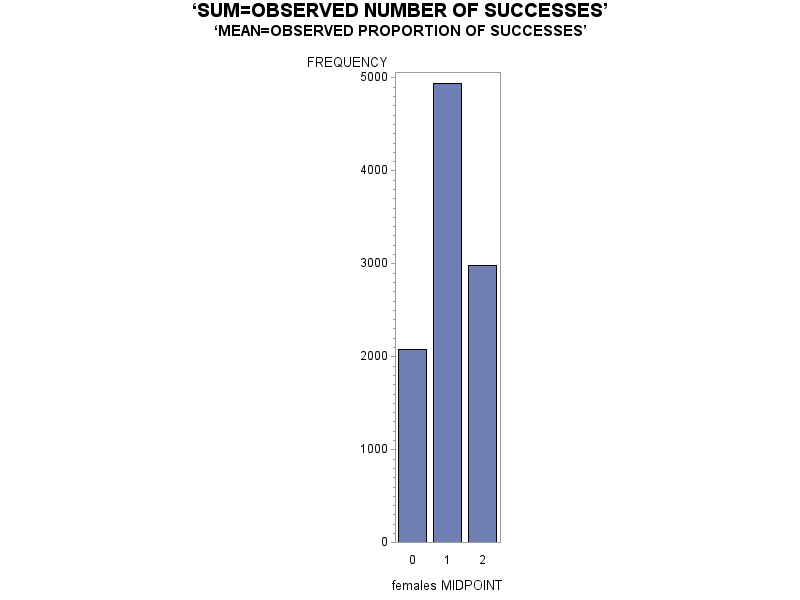 ‘SUM=OBSERVED NUMBER OF SUCCESSES’
‘MEAN=OBSERVED PROPORTION OF SUCCESSES’
FREQUENCY
5000
4000
3000
2000
1000
0
0 1 2
females MIDPOINT